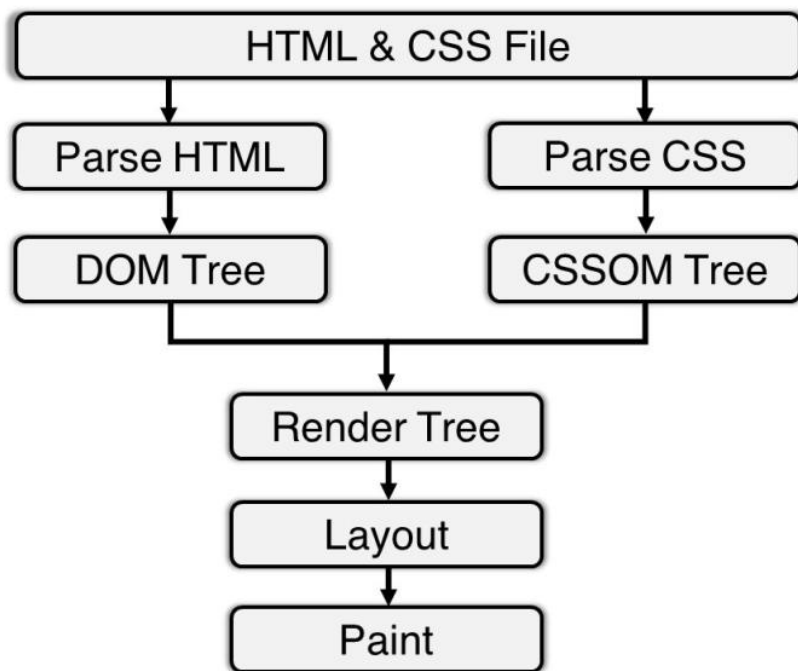 HTML & CSS File
Parse HTML
Parse CSS
DOM Tree
CSSOM Tree
Render Tree
Layout
Paint